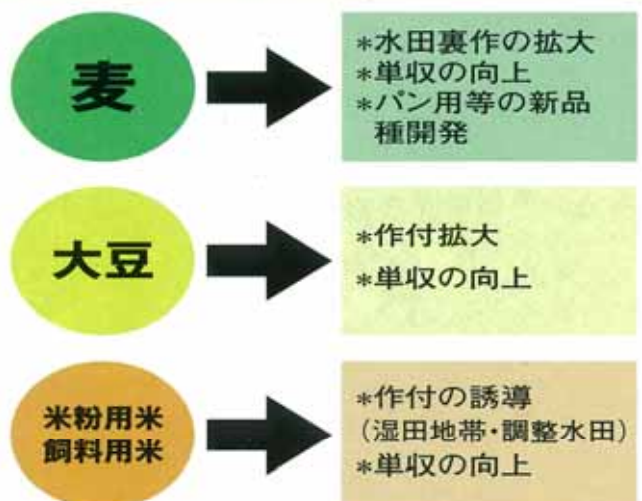 麦
*水田裏作の拡大
*単収の向上
*パン用等の新品
種開発
大豆
*作付拡大
*単収の向上
米粉用米
飼料用米
*作付の誘導
(湿田地帯・調整水田)
*単収の向上